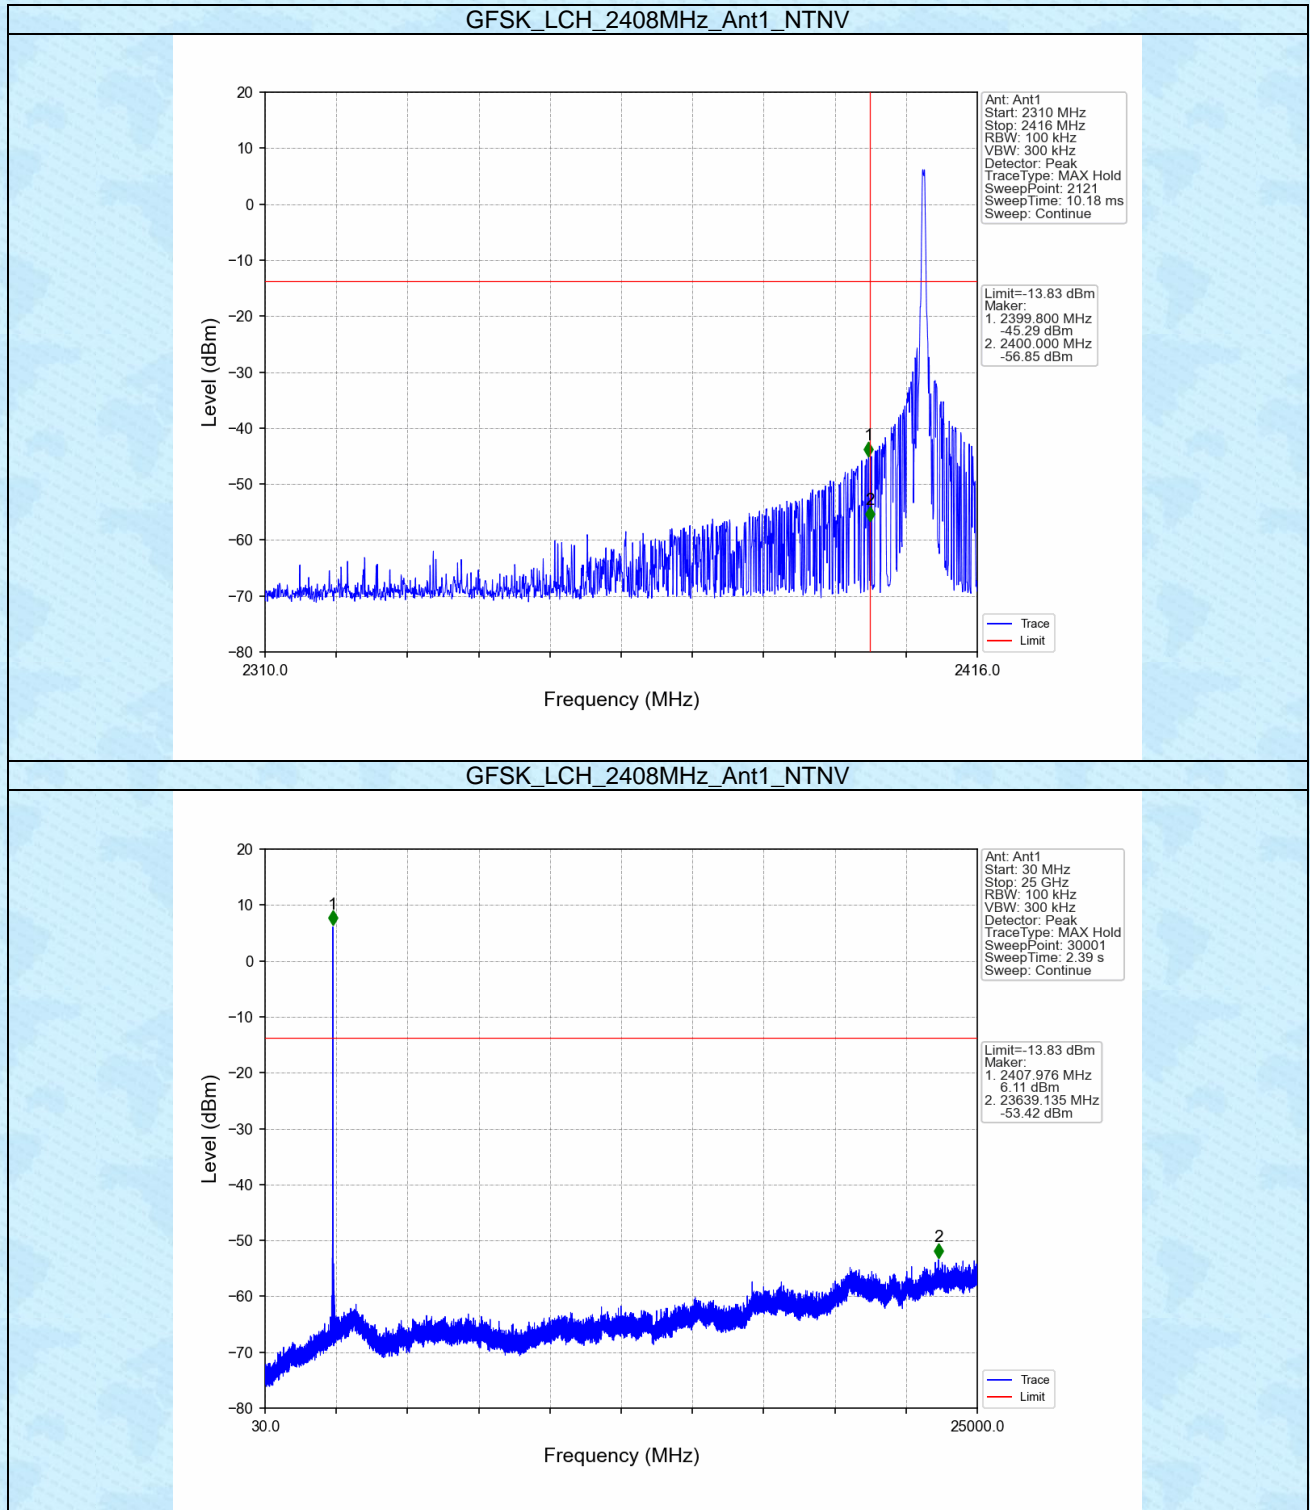 GFSK_LCH_2408MHz_Ant1_NTNV
20
10
0
−10
−20
−30
−40
−50
−60
−70
−80
Level (dBm)
1
2
2310.0
2416.0
Frequency (MHz)
Ant: Ant1
Start: 2310 MHz
Stop: 2416 MHz
RBW: 100 kHz
VBW: 300 kHz
Detector: Peak
TraceType: MAX Hold
SweepPoint: 2121
SweepTime: 10.18 ms
Sweep: Continue
Limit=-13.83 dBm
Maker:
1. 2399.800 MHz
-45.29 dBm
2. 2400.000 MHz
-56.85 dBm
Trace
Limit
GFSK_LCH_2408MHz_Ant1_NTNV
20
10
0
−10
−20
−30
−40
−50
−60
−70
−80
Level (dBm)
1
2
30.0
25000.0
Frequency (MHz)
Ant: Ant1
Start: 30 MHz
Stop: 25 GHz
RBW: 100 kHz
VBW: 300 kHz
Detector: Peak
TraceType: MAX Hold
SweepPoint: 30001
SweepTime: 2.39 s
Sweep: Continue
Limit=-13.83 dBm
Maker:
1. 2407.976 MHz
6.11 dBm
2. 23639.135 MHz
-53.42 dBm
Trace
Limit